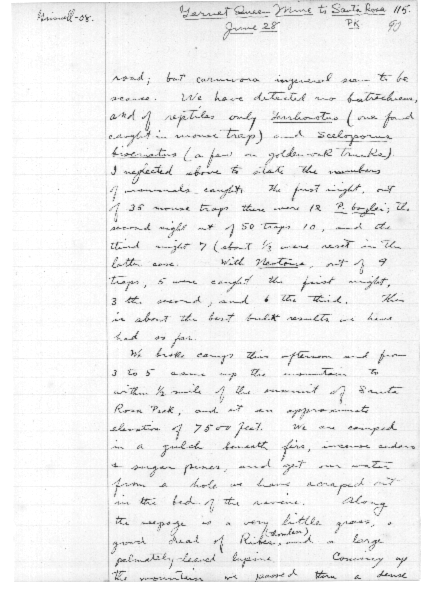 Grinnell-08.
Garnet Queen Mine to Santa Rosa Pk
115.
June 28
road; but carnivora in general seem to be
scarce. We have detected no batrachians,
and of reptiles only Gerrhonotus (one found
caught in mouse trap) and Sceloporus
biseriatus (a few on goldenoak trunks).
I neglected above to state the numbers
of mammals caught. The first night, out
of 35 mouse traps there were 12 P. boylei; the
second night out of 50 traps 10, and the
third night 7 (about ½ were reset in the
latter case. With Neotoma, out of 9
traps, 5 were caught the first night,
3 the second, and 6 the third. This
is about the best bulk results we have
had so far.
We broke camp this afternoon and from
3 to 5 came up the mountain to
within ½ mile of the summit of Santa
Rosa Peak, and at an approximate
elevation of 7500 feet. We are camped
in a gulch beneath firs, incense cedars
& sugar pines, and get our water
from a hole we have scraped out
in the bed of the ravine. Along
the seepage is a very little grass, a
good deal of Ribes (thornless), and a large
palmately-leaved lupine. Coming up
the mountain we passed thru a dense